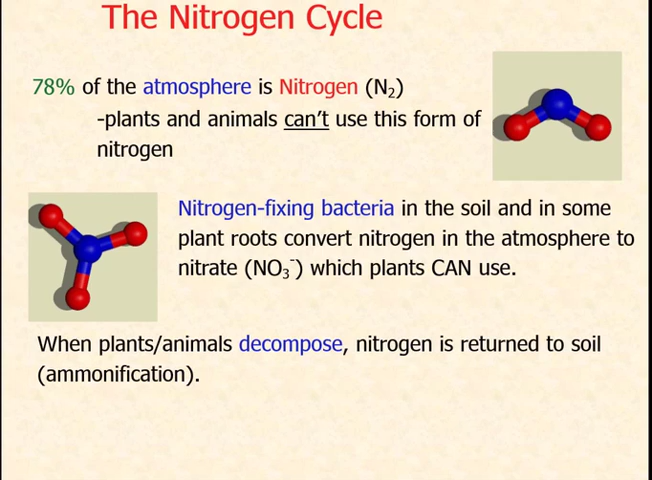 The Nitrogen Cycle
78% of the atmosphere is Nitrogen (N₂)
-plants and animals can't use this form of
nitrogen
Nitrogen-fixing bacteria in the soil and in some
plant roots convert nitrogen in the atmosphere to
nitrate (NO₃⁻) which plants CAN use.
When plants/animals decompose, nitrogen is returned to soil
(ammonification).